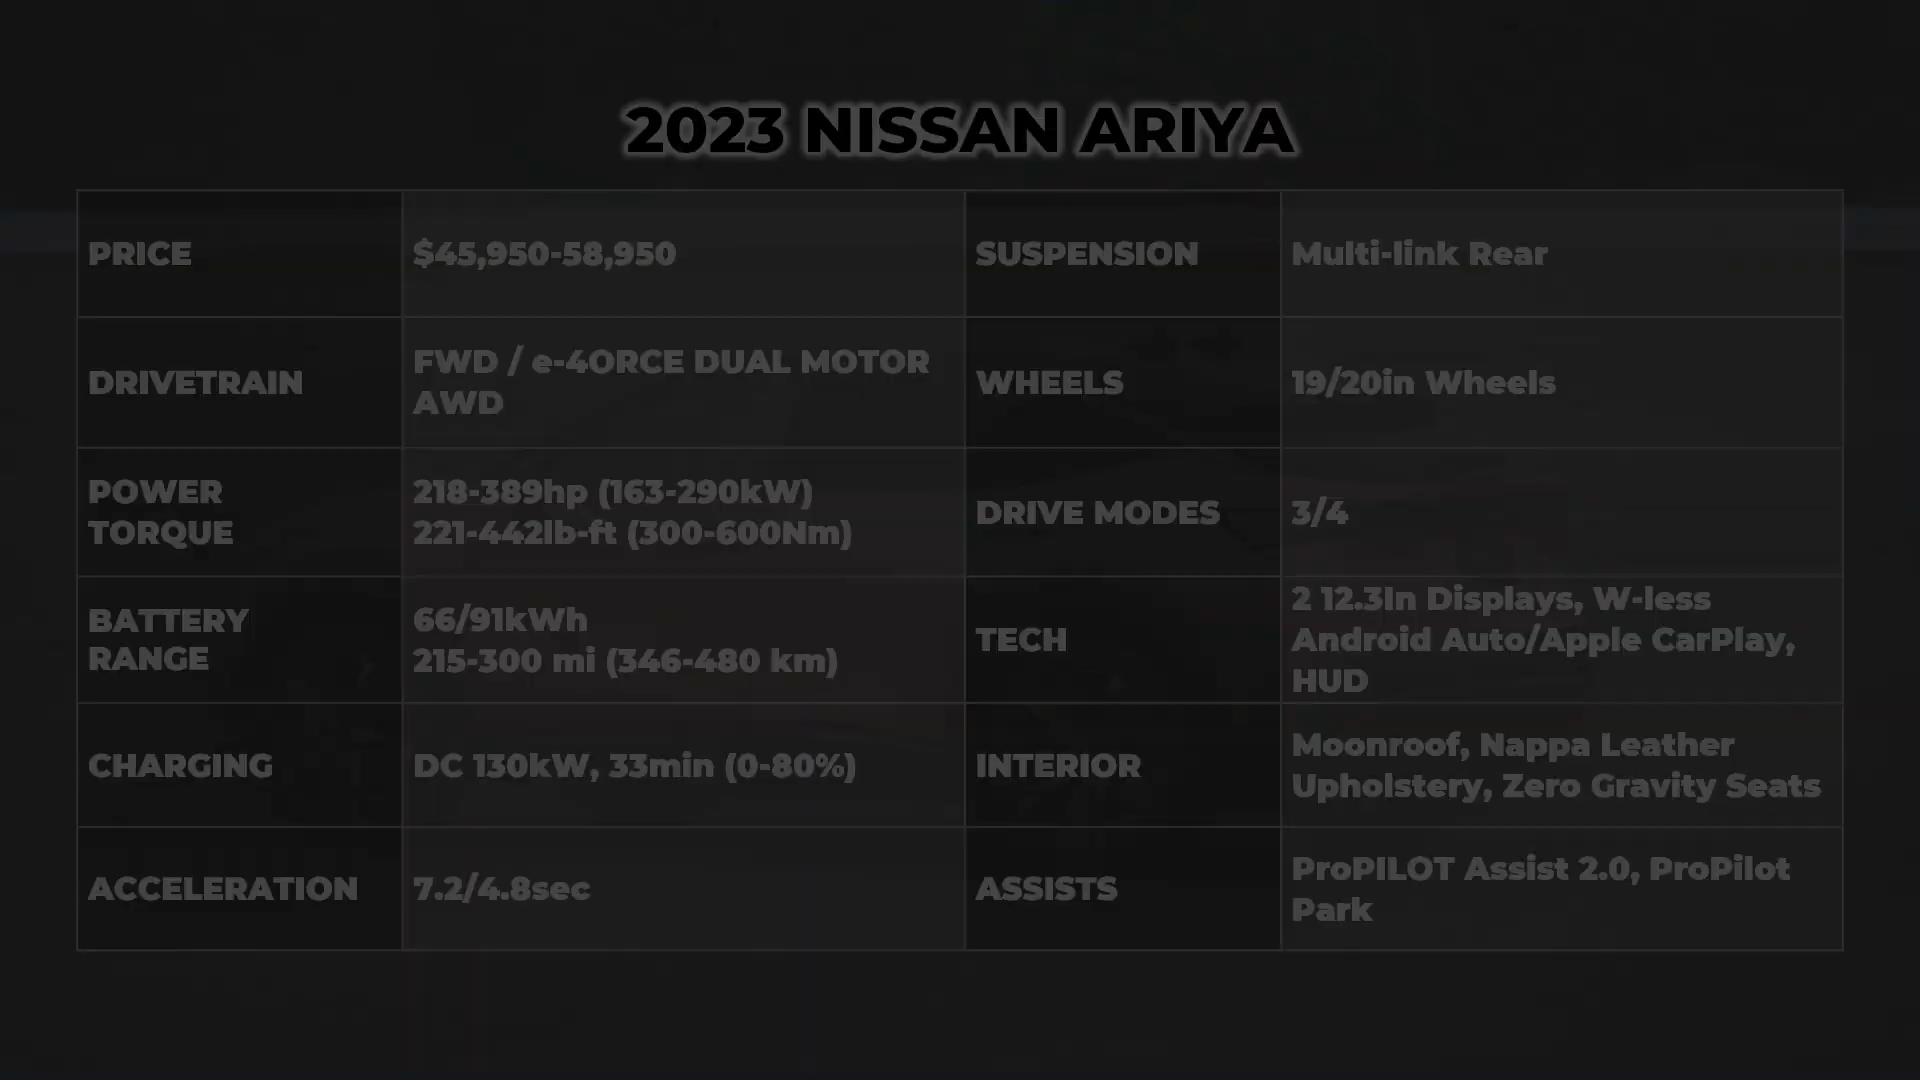 2023 NISSAN ARIYA
PRICE
$45,950-58,950
SUSPENSION
Multi-link Rear
DRIVETRAIN
FWD / e-4ORCE DUAL MOTOR
AWD
WHEELS
19/20in Wheels
POWER
TORQUE
218-389hp (163-290kW)
221-442lb-ft (300-600Nm)
DRIVE MODES
3/4
BATTERY
RANGE
66/91kWh
215-300 mi (346-480 km)
TECH
2 12.3In Displays, W-less
Android Auto/Apple CarPlay,
HUD
CHARGING
DC 130kW, 33min (0-80%)
INTERIOR
Moonroof, Nappa Leather
Upholstery, Zero Gravity Seats
ACCELERATION
7.2/4.8sec
ASSISTS
ProPILOT Assist 2.0, ProPilot
Park